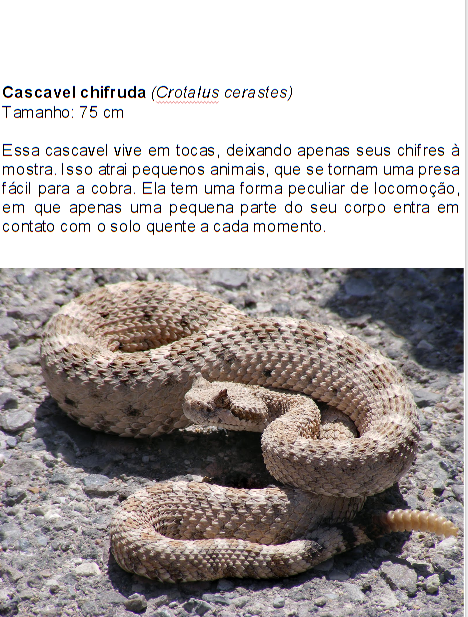 Cascavel chifruda (Crotalus cerastes)
Tamanho: 75 cm
Essa cascavel vive em tocas, deixando apenas seus chifres à
mostra. Isso atrai pequenos animais, que se tornam uma presa
fácil para a cobra. Ela tem uma forma peculiar de locomoção,
em que apenas uma pequena parte do seu corpo entra em
contato com o solo quente a cada momento.